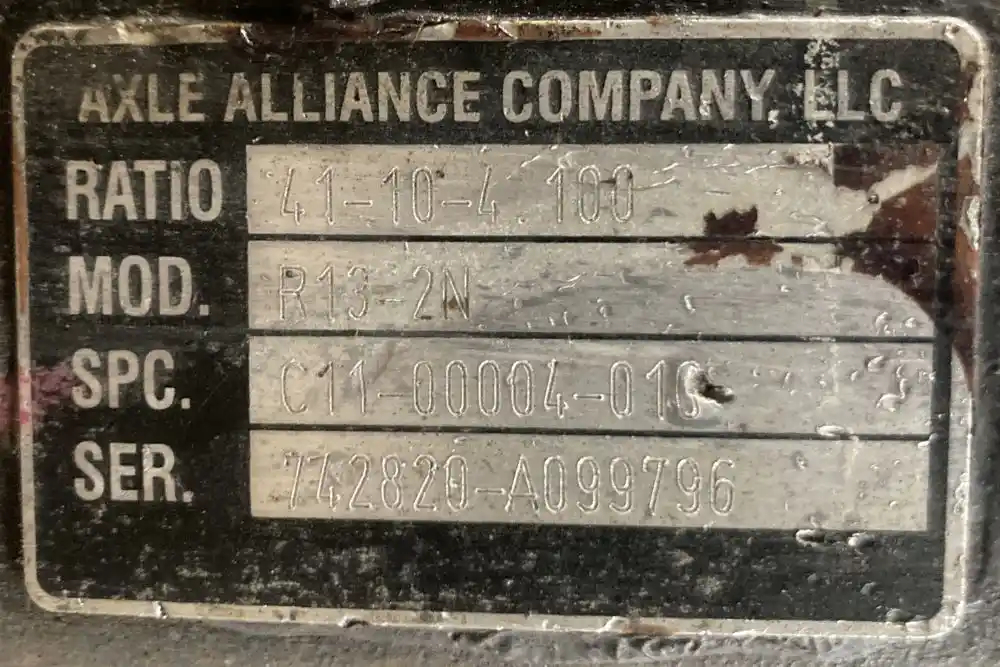 AXLE ALLIANCE COMPANY, LLC
RATIO 41-10-4.100
MOD. R13-2N
SPC. C11-00004-010
SER. 742820-A099796